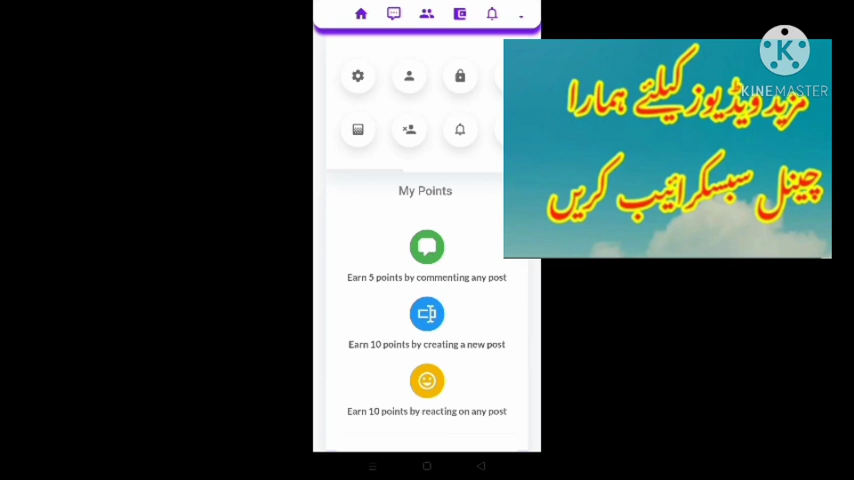 KINEMASTER
مزید ویڈیوز کیلئے ہمارا
چینل سبسکرائیب کریں
My Points
Earn 5 points by commenting any post
Earn 10 points by creating a new post
Earn 10 points by reacting on any post